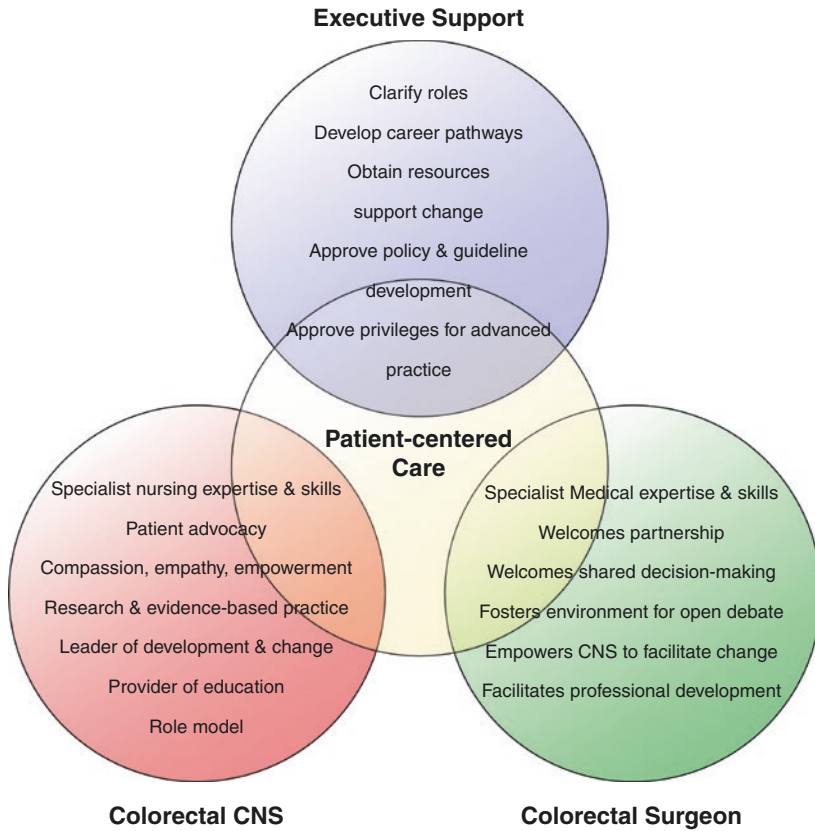 Executive Support
Clarify roles
Develop career pathways
Obtain resources
support change
Approve policy & guideline
development
Approve privileges for advanced
practice
Patient-centered
Care
Specialist nursing expertise & skills
Patient advocacy
Compassion, empathy, empowerment
Research & evidence-based practice
Leader of development & change
Provider of education
Role model
Specialist Medical expertise & skills
Welcomes partnership
Welcomes shared decision-making
Fosters environment for open debate
Empowers CNS to facilitate change
Facilitates professional development
Colorectal CNS
Colorectal Surgeon